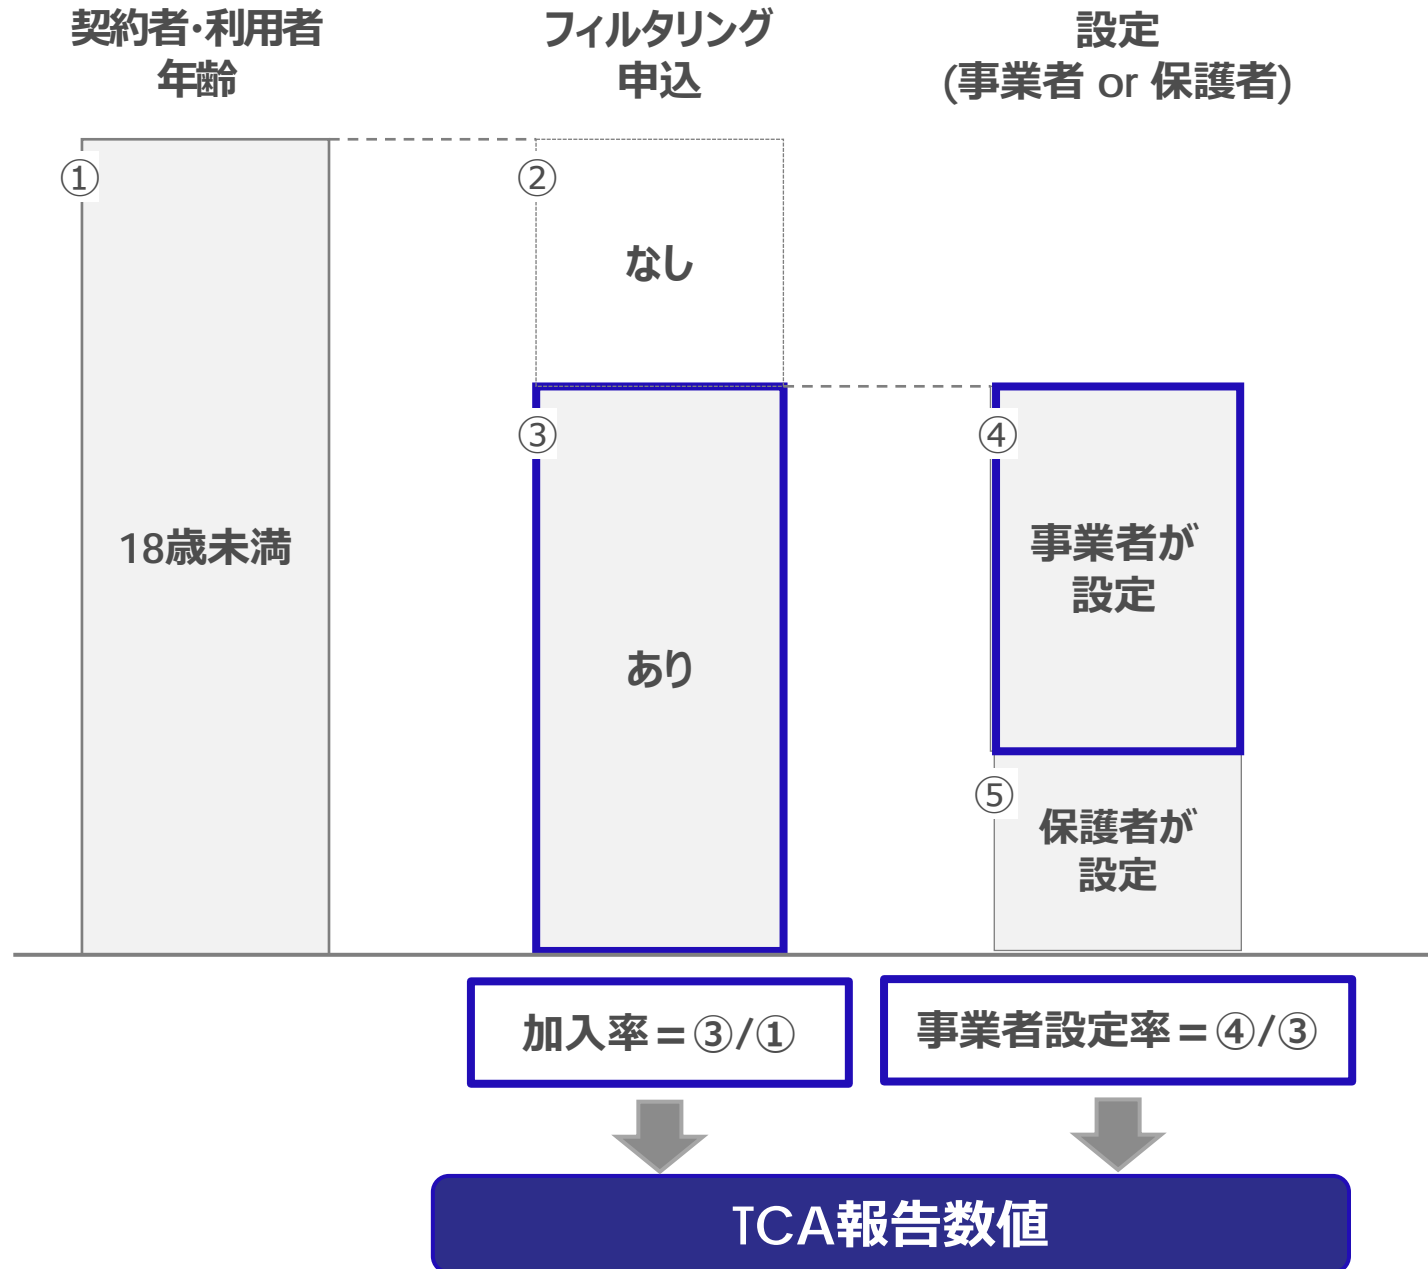 契約者・利用者
年齢
フィルタリング
申込
設定
(事業者 or 保護者)
①
18歳未満
②
なし
③
あり
④
事業者が
設定
⑤
保護者が
設定
加入率＝③/①
事業者設定率＝④/③
TCA報告数値